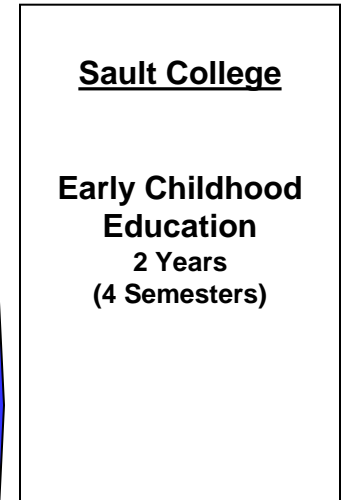 Sault College
Early Childhood
Education
2 Years
(4 Semesters)